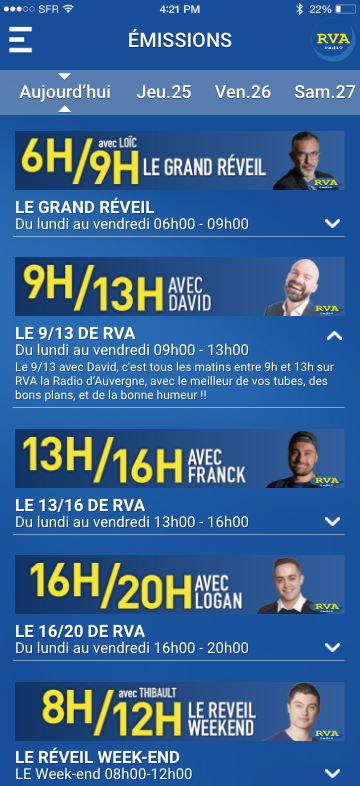 SFR 4:21 PM 22%
ÉMISSIONS
RVA
RADIO
Aujourd'hui Jeu.25 Ven.26 Sam.27
6H/9H avec LOÏC LE GRAND RÉVEIL
RVA
LE GRAND RÉVEIL
Du lundi au vendredi 06h00 - 09h00
9H/13H AVEC DAVID
RVA
LE 9/13 DE RVA
Du lundi au vendredi 09h00 - 13h00
Le 9/13 avec David, c'est tous les matins entre 9h et 13h sur
RVA la Radio d'Auvergne, avec le meilleur de vos tubes, des
bons plans, et de la bonne humeur !!
13H/16H AVEC FRANCK
RVA
LE 13/16 DE RVA
Du lundi au vendredi 13h00 - 16h00
16H/20H AVEC LOGAN
RVA
LE 16/20 DE RVA
Du lundi au vendredi 16h00 - 20h00
8H/12H avec THIBAULT LE REVEIL WEEKEND
RVA
LE RÉVEIL WEEK-END
LE Week-end 08h00-12h00